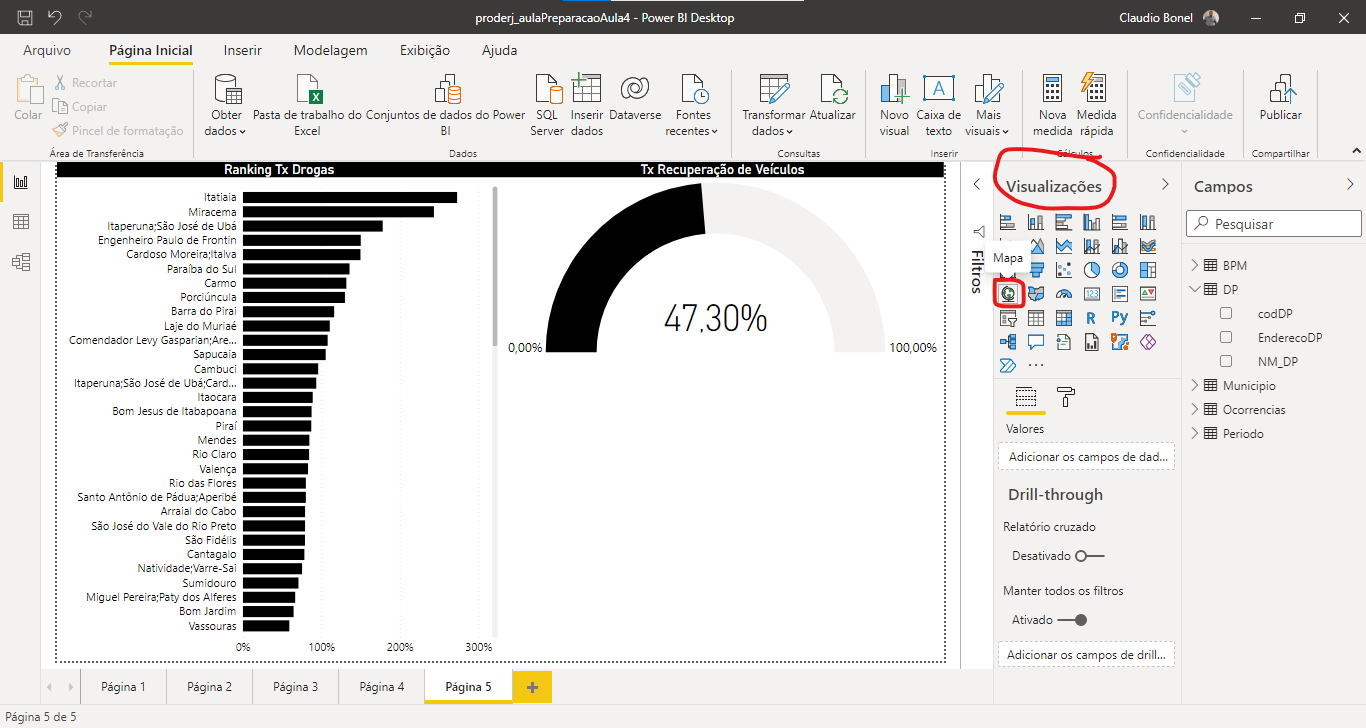 proderj_aulaPreparacaoAula4 - Power BI Desktop
Claudio Bonel
Arquivo
Página Inicial
Inserir
Modelagem
Exibição
Ajuda
Colar
Recortar
Copiar
Pincel de formatação
Área de Transferência
Obter dados
Pasta de trabalho do Excel
Conjuntos de dados do Power BI
SQL Server
Inserir dados
Dataverse
Fontes recentes
Dados
Transformar dados
Atualizar
Consultas
Novo visual
Caixa de texto
Mais visuais
Inserir
Nova medida
Medida rápida
Cálculos
Confidencialidade
Confidencialidade
Publicar
Compartilhar
Ranking Tx Drogas
Itatiaia
Miracema
Itaperuna;São José de Ubá
Engenheiro Paulo de Frontin
Cardoso Moreira;Italva
Paraíba do Sul
Carmo
Porciúncula
Barra do Piraí
Laje do Muriaé
Comendador Levy Gasparian;Are...
Sapucaia
Cambuci
Itaperuna;São José de Ubá;Card...
Itaocara
Bom Jesus de Itabapoana
Piraí
Mendes
Rio Claro
Valença
Rio das Flores
Santo Antônio de Pádua;Aperibé
Arraial do Cabo
São José do Vale do Rio Preto
São Fidélis
Cantagalo
Natividade;Varre-Sai
Sumidouro
Miguel Pereira;Paty dos Alferes
Bom Jardim
Vassouras
0%
100%
200%
300%
Tx Recuperação de Veículos
47,30%
0,00%
100,00%
Filtros
Visualizações
Mapa
123
R
Py
Valores
Adicionar os campos de dad...
Drill-through
Relatório cruzado
Desativado
Manter todos os filtros
Ativado
Adicionar os campos de drill...
Campos
Pesquisar
BPM
DP
codDP
EnderecoDP
NM_DP
Municipio
Ocorrencias
Periodo
Página 1
Página 2
Página 3
Página 4
Página 5
Página 5 de 5